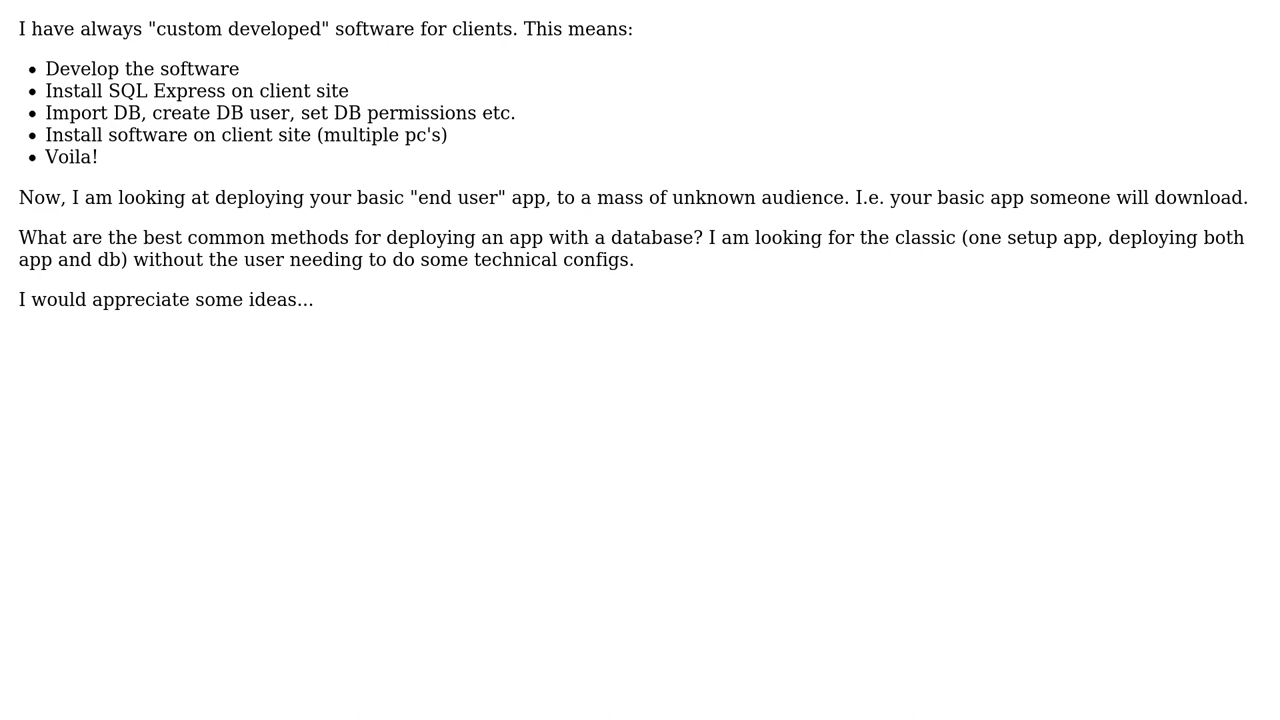 I have always "custom developed" software for clients. This means:
• Develop the software
• Install SQL Express on client site
• Import DB, create DB user, set DB permissions etc.
• Install software on client site (multiple pc's)
• Voila!
Now, I am looking at deploying your basic "end user" app, to a mass of unknown audience. I.e. your basic app someone will download.
What are the best common methods for deploying an app with a database? I am looking for the classic (one setup app, deploying both
app and db) without the user needing to do some technical configs.
I would appreciate some ideas...